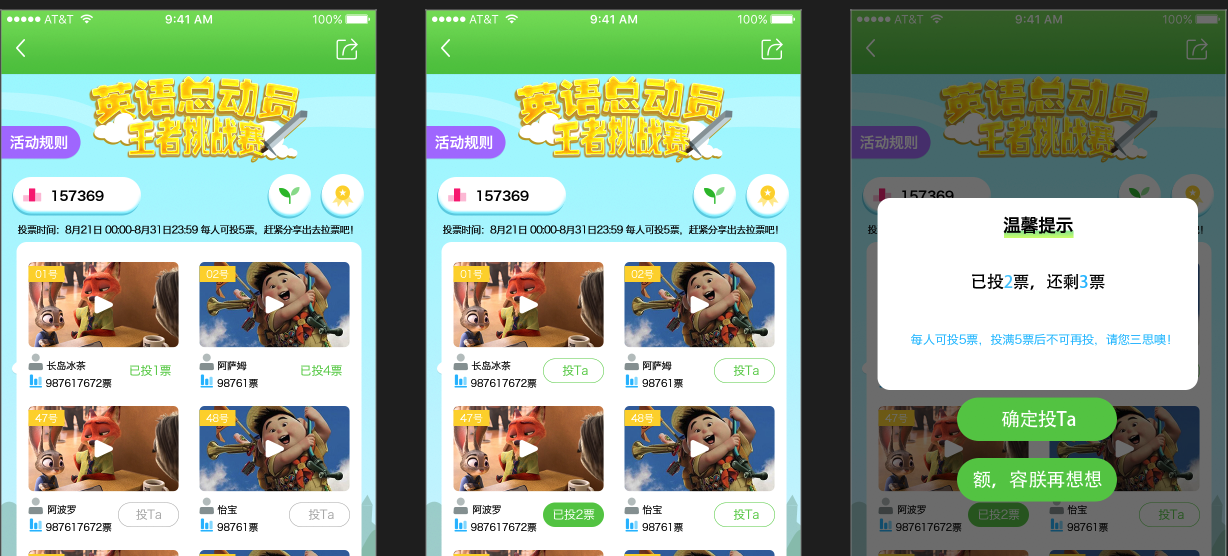 AT&T 9:41 AM 100%
英语总动员
王者挑战赛
活动规则
157369
投票时间：8月21日 00:00-8月31日23:59 每人可投5票，赶紧分享出去拉票吧！
01号
02号
长岛冰茶
987617672票
已投1票
阿萨姆
98761票
已投4票
47号
48号
阿波罗
987617672票
投Ta
怡宝
98761票
投Ta
AT&T 9:41 AM 100%
英语总动员
王者挑战赛
活动规则
157369
投票时间：8月21日 00:00-8月31日23:59 每人可投5票，赶紧分享出去拉票吧！
01号
02号
长岛冰茶
987617672票
投Ta
阿萨姆
98761票
投Ta
47号
48号
阿波罗
987617672票
已投2票
怡宝
98761票
投Ta
AT&T 9:41 AM 100%
英语总动员
王者挑战赛
活动规则
157369
温馨提示
已投2票，还剩3票
每人可投5票，投满5票后不可再投，请您三思噢！
确定投Ta
47号
48号
额，容朕再想想
阿波罗
987617672票
已投2票
怡宝
98761票
投Ta